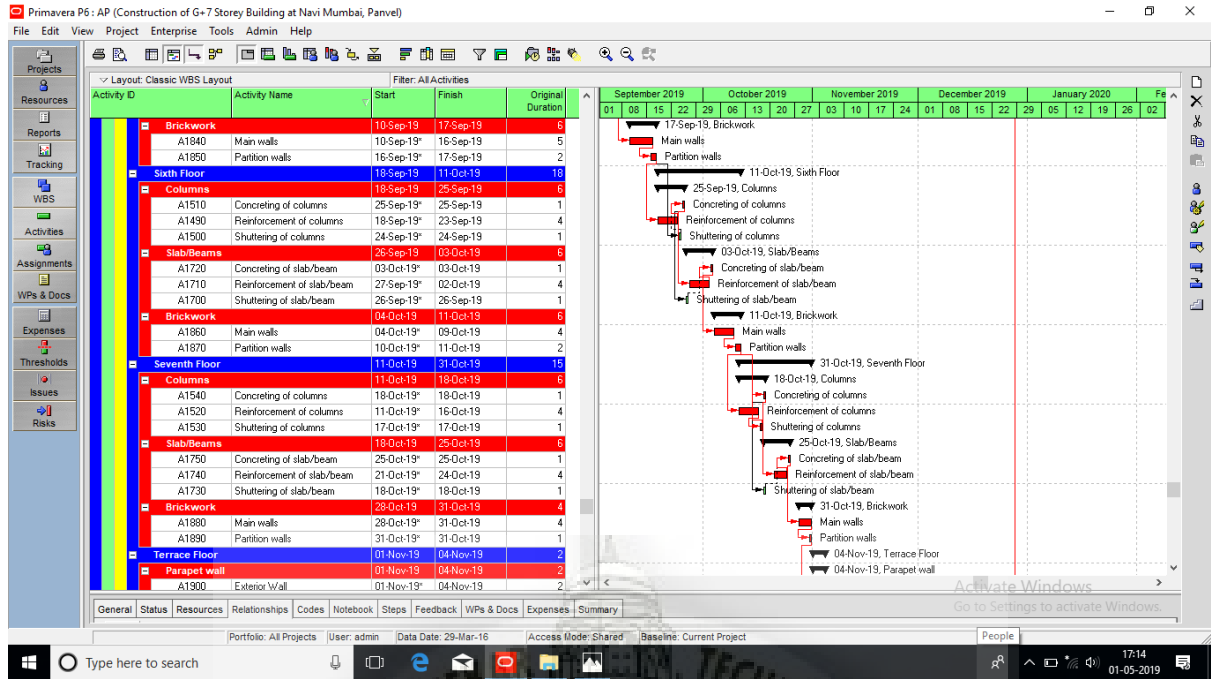 Primavera P6 : AP (Construction of G+7 Storey Building at Navi Mumbai, Panvel)
File Edit View Project Enterprise Tools Admin Help
Layout: Classic WBS Layout Filter: All Activities
Activity ID Activity Name Start Finish Original Duration
September 2019 October 2019 November 2019 December 2019 January 2020 Fe
01 08 15 22 29 06 13 20 27 03 10 17 24 01 08 15 22 29 05 12 19 26 02
Projects
Resources
Reports
Tracking
WBS
Activities
Assignments
WPs & Docs
Expenses
Thresholds
Issues
Risks
Brickwork 10-Sep-19 17-Sep-19 6
A1840 Main walls 10-Sep-19* 16-Sep-19 5
A1850 Partition walls 16-Sep-19* 17-Sep-19 2
Sixth Floor 18-Sep-19 11-Oct-19 18
Columns 18-Sep-19 25-Sep-19 6
A1510 Concreting of columns 25-Sep-19* 25-Sep-19 1
A1490 Reinforcement of columns 18-Sep-19* 23-Sep-19 4
A1500 Shuttering of columns 24-Sep-19* 24-Sep-19 1
Slab/Beams 26-Sep-19 03-Oct-19 6
A1720 Concreting of slab/beam 03-Oct-19* 03-Oct-19 1
A1710 Reinforcement of slab/beam 27-Sep-19* 02-Oct-19 4
A1700 Shuttering of slab/beam 26-Sep-19* 26-Sep-19 1
Brickwork 04-Oct-19 11-Oct-19 6
A1860 Main walls 04-Oct-19* 09-Oct-19 4
A1870 Partition walls 10-Oct-19* 11-Oct-19 2
Seventh Floor 11-Oct-19 31-Oct-19 15
Columns 11-Oct-19 18-Oct-19 6
A1540 Concreting of columns 18-Oct-19* 18-Oct-19 1
A1520 Reinforcement of columns 11-Oct-19* 16-Oct-19 4
A1530 Shuttering of columns 17-Oct-19* 17-Oct-19 1
Slab/Beams 18-Oct-19 25-Oct-19 6
A1750 Concreting of slab/beam 25-Oct-19* 25-Oct-19 1
A1740 Reinforcement of slab/beam 21-Oct-19* 24-Oct-19 4
A1730 Shuttering of slab/beam 18-Oct-19* 18-Oct-19 1
Brickwork 28-Oct-19 31-Oct-19 4
A1880 Main walls 28-Oct-19* 31-Oct-19 4
A1890 Partition walls 31-Oct-19* 31-Oct-19 1
Terrace Floor 01-Nov-19 04-Nov-19 2
Parapet wall 01-Nov-19 04-Nov-19 2
A1900 Exterior Wall 01-Nov-19* 04-Nov-19 2
17-Sep-19, Brickwork
Main walls
Partition walls
11-Oct-19, Sixth Floor
25-Sep-19, Columns
Concreting of columns
Reinforcement of columns
Shuttering of columns
03-Oct-19, Slab/Beams
Concreting of slab/beam
Reinforcement of slab/beam
Shuttering of slab/beam
11-Oct-19, Brickwork
Main walls
Partition walls
31-Oct-19, Seventh Floor
18-Oct-19, Columns
Concreting of columns
Reinforcement of columns
Shuttering of columns
25-Oct-19, Slab/Beams
Concreting of slab/beam
Reinforcement of slab/beam
Shuttering of slab/beam
31-Oct-19, Brickwork
Main walls
Partition walls
04-Nov-19, Terrace Floor
04-Nov-19, Parapet wall
Activate Windows
Go to Settings to activate Windows.
General Status Resources Relationships Codes Notebook Steps Feedback WPs & Docs Expenses Summary
Portfolio: All Projects User: admin Data Date: 29-Mar-16 Access Mode: Shared Baseline: Current Project
People
Type here to search
17:14
01-05-2019